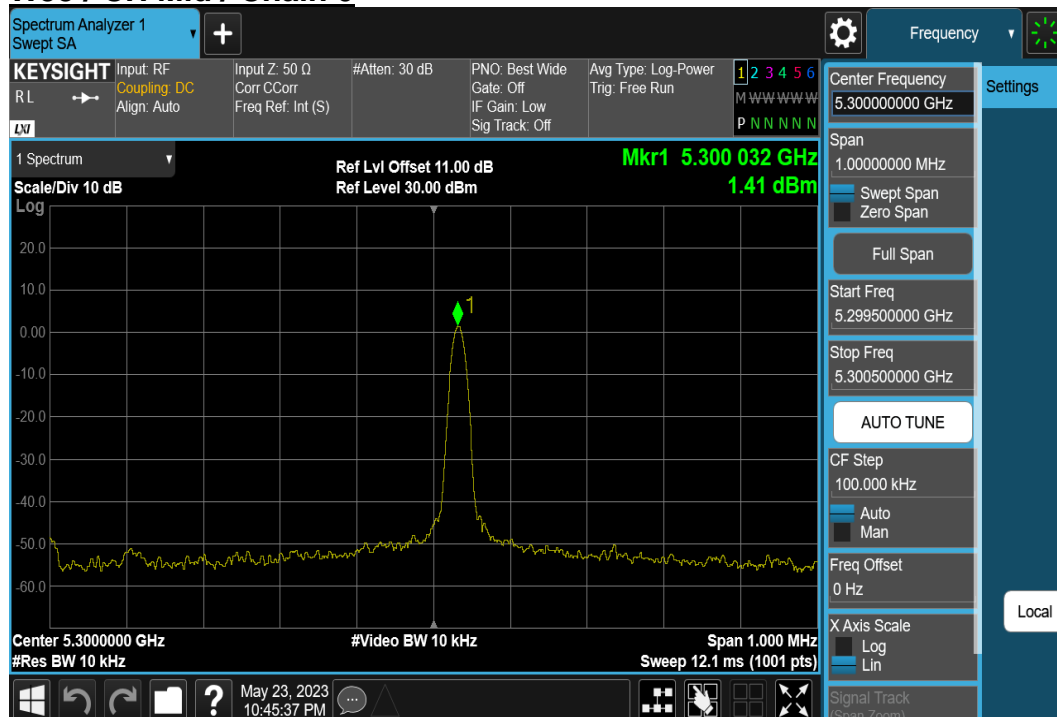 Spectrum Analyzer 1
Swept SA
+
Frequency
KEYSIGHT
RL
LXI
Input: RF
Coupling: DC
Align: Auto
Input Z: 50 Ω
Corr CCorr
Freq Ref: Int (S)
#Atten: 30 dB
PNO: Best Wide
Gate: Off
IF Gain: Low
Sig Track: Off
Avg Type: Log-Power
Trig: Free Run
1 2 3 4 5 6
M W W W W W
P N N N N N
1 Spectrum
Scale/Div 10 dB
Log
Ref Lvl Offset 11.00 dB
Ref Level 30.00 dBm
Mkr1 5.300 032 GHz
1.41 dBm
1
20.0
10.0
0.00
-10.0
-20.0
-30.0
-40.0
-50.0
-60.0
Center 5.3000000 GHz
#Res BW 10 kHz
#Video BW 10 kHz
Span 1.000 MHz
Sweep 12.1 ms (1001 pts)
?
May 23, 2023
10:45:37 PM
Center Frequency
5.300000000 GHz
Span
1.00000000 MHz
Swept Span
Zero Span
Full Span
Start Freq
5.299500000 GHz
Stop Freq
5.300500000 GHz
AUTO TUNE
CF Step
100.000 kHz
Auto
Man
Freq Offset
0 Hz
X Axis Scale
Log
Lin
Signal Track
(Span Zoom)
Settings
Local